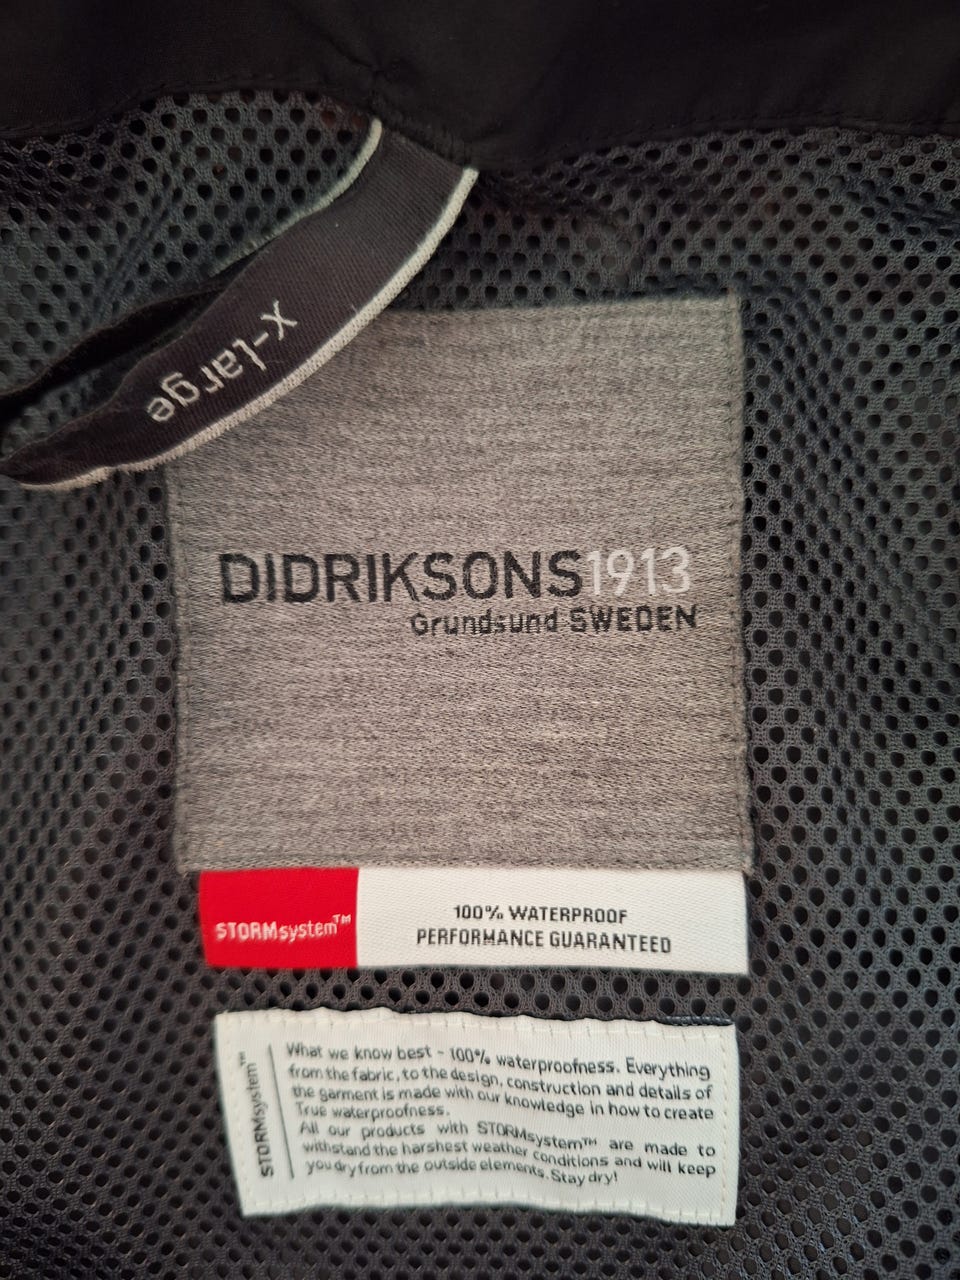 X-large
DIDRIKSONS1913
Grundsund SWEDEN
STORMsystem™
100% WATERPROOF
PERFORMANCE GUARANTEED
STORMsystem™
What we know best - 100% waterproofness. Everything
from the fabric, to the design, construction and details of
the garment is made with our knowledge in how to create
True waterproofness.
All our products with STORMsystem™ are made to
withstand the harshest weather conditions and will keep
you dry from the outside elements. Stay dry!